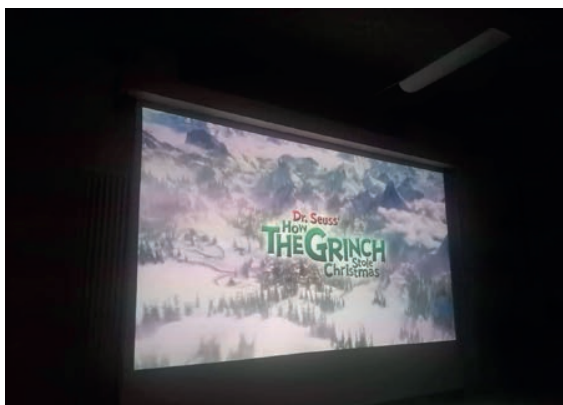 Dr. Seuss'
How
THE GRINCH
Stole
Christmas